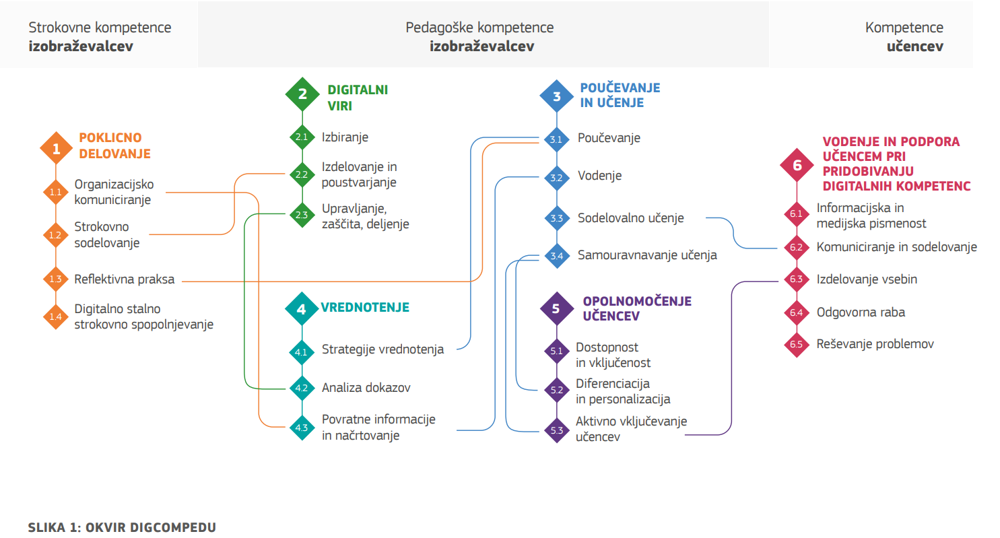 Strokovne kompetence
izobraževalcev
Pedagoške kompetence
izobraževalcev
Kompetence
učencev
1
POKLICNO
DELOVANJE
1.1
Organizacijsko
komuniciranje
1.2
Strokovno
sodelovanje
1.3
Reflektivna praksa
1.4
Digitalno stalno
strokovno spopolnjevanje
2
DIGITALNI
VIRI
2.1
Izbiranje
2.2
Izdelovanje in
poustvarjanje
2.3
Upravljanje,
zaščita, deljenje
3
POUČEVANJE
IN UČENJE
3.1
Poučevanje
3.2
Vodenje
3.3
Sodelovalno učenje
3.4
Samouravnavanje učenja
4
VREDNOTENJE
4.1
Strategije vrednotenja
4.2
Analiza dokazov
4.3
Povratne informacije
in načrtovanje
5
OPOLNOMOČENJE
UČENCEV
5.1
Dostopnost
in vključenost
5.2
Diferenciacija
in personalizacija
5.3
Aktivno vključevanje
učencev
6
VODENJE IN PODPORA
UČENCEM PRI
PRIDOBIVANJU
DIGITALNIH KOMPETENC
6.1
Informacijska in
medijska pismenost
6.2
Komuniciranje in sodelovanje
6.3
Izdelovanje vsebin
6.4
Odgovorna raba
6.5
Reševanje problemov
SLIKA 1: OKVIR DIGCOMPEDU